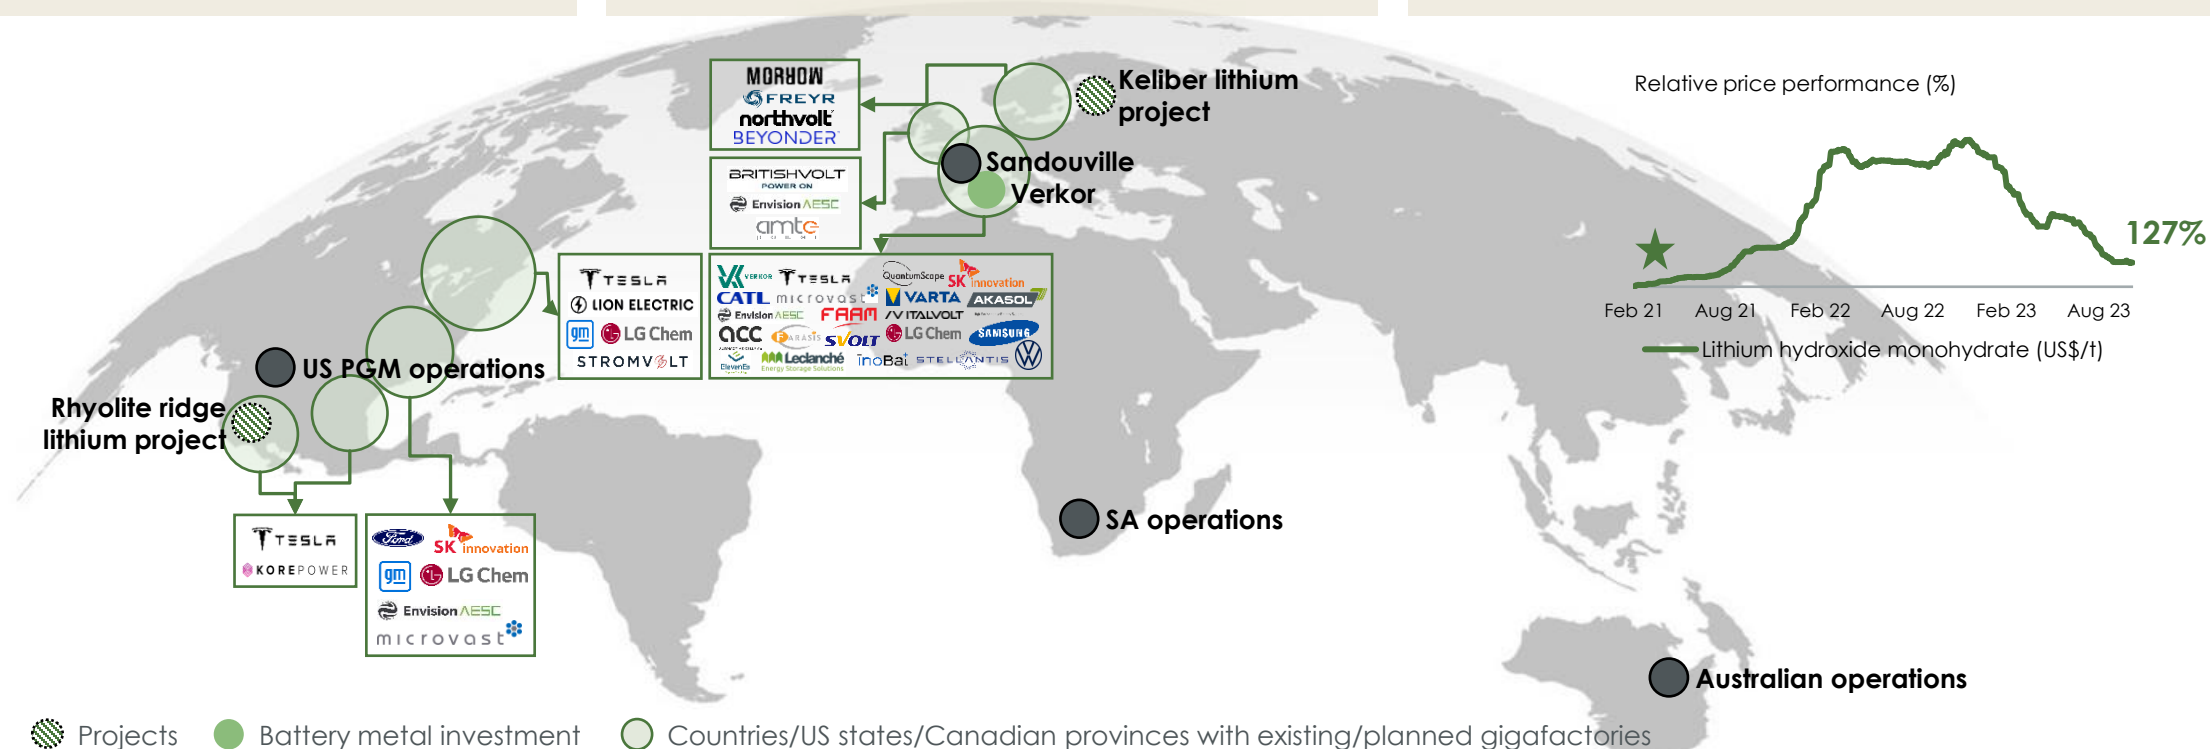 MORROW
FREYR
northvolt
BEYONDER
Keliber lithium
project
BRITISHVOLT
POWER ON
Envision AESC
amte
Sandouville
Verkor
Relative price performance (%)
127%
Feb 21 Aug 21 Feb 22 Aug 22 Feb 23 Aug 23
Lithium hydroxide monohydrate (US$/t)
TESLA
LION ELECTRIC
gm LG Chem
STROMVOLT
VERKOR TESLA QuantumScape SK innovation
CATL microvast VARTA AKASOL
Envision AESC FAAM ITALVOLT
acc FARASIS SVOLT LG Chem SAMSUNG
ElevenEs Leclanché InoBat STELLANTIS
Energy Storage Solutions
US PGM operations
Rhyolite ridge
lithium project
TESLA
KOREPOWER
Ford SK innovation
gm LG Chem
Envision AESC
microvast
SA operations
Australian operations
Projects Battery metal investment Countries/US states/Canadian provinces with existing/planned gigafactories